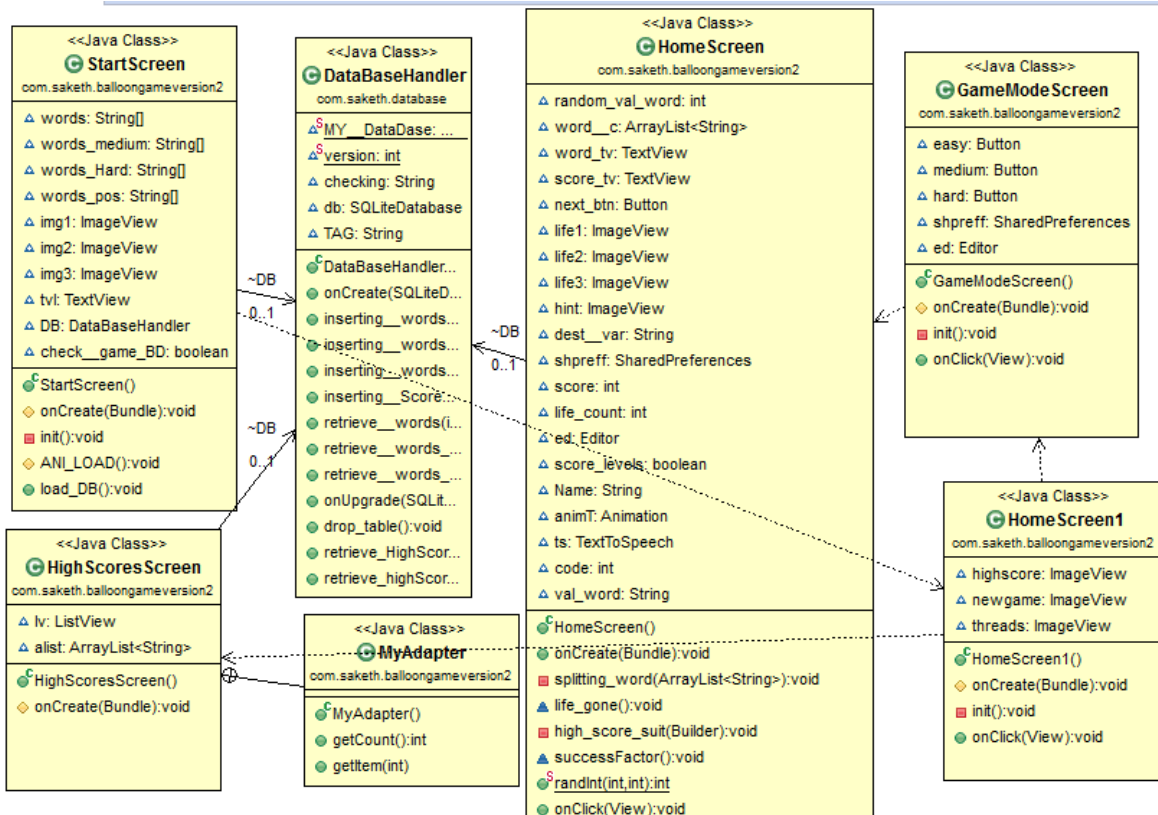 <<Java Class>>
StartScreen
com.saketh.balloongameversion2
words: String[]
words_medium: String[]
words_Hard: String[]
words_pos: String[]
img1: ImageView
img2: ImageView
img3: ImageView
tvl: TextView
DB: DataBaseHandler
check__game_BD: boolean
StartScreen()
onCreate(Bundle):void
init():void
ANI_LOAD():void
load_DB():void
~DB
0..1
<<Java Class>>
DataBaseHandler
com.saketh.database
MY__DataDase: ...
version: int
checking: String
db: SQLiteDatabase
TAG: String
DataBaseHandler...
onCreate(SQLiteD...
inserting__words...
inserting__words...
inserting__words...
inserting__Score...
retrieve__words(i...
retrieve__words_...
retrieve__words_...
onUpgrade(SQLit...
drop_table():void
retrieve_HighScor...
retrieve_highScor...
~DB
0..1
<<Java Class>>
HomeScreen
com.saketh.balloongameversion2
random_val_word: int
word__c: ArrayList<String>
word_tv: TextView
score_tv: TextView
next_btn: Button
life1: ImageView
life2: ImageView
life3: ImageView
hint: ImageView
dest__var: String
shpreff: SharedPreferences
score: int
life_count: int
ed: Editor
score_levels: boolean
Name: String
animT: Animation
ts: TextToSpeech
code: int
val_word: String
HomeScreen()
onCreate(Bundle):void
splitting_word(ArrayList<String>):void
life_gone():void
high_score_suit(Builder):void
successFactor():void
randInt(int,int):int
onClick(View):void
<<Java Class>>
GameModeScreen
com.saketh.balloongameversion2
easy: Button
medium: Button
hard: Button
shpreff: SharedPreferences
ed: Editor
GameModeScreen()
onCreate(Bundle):void
init():void
onClick(View):void
~DB
0..1
<<Java Class>>
HighScoresScreen
com.saketh.balloongameversion2
lv: ListView
alist: ArrayList<String>
HighScoresScreen()
onCreate(Bundle):void
<<Java Class>>
MyAdapter
com.saketh.balloongameversion2
MyAdapter()
getCount():int
getItem(int)
<<Java Class>>
HomeScreen1
com.saketh.balloongameversion2
highscore: ImageView
newgame: ImageView
threads: ImageView
HomeScreen1()
onCreate(Bundle):void
init():void
onClick(View):void